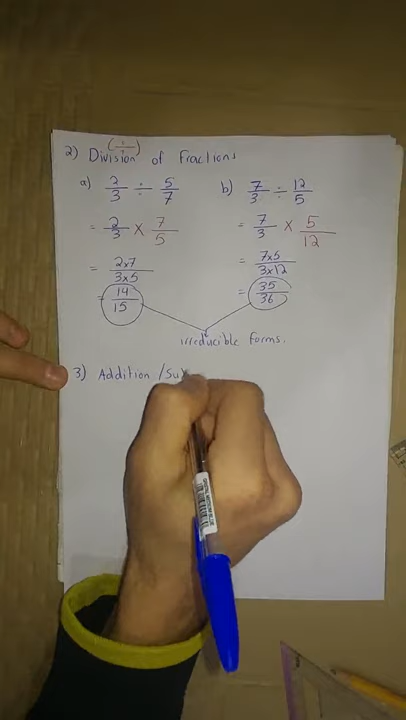 2) Division (÷) of Fractions
a) 2/3 ÷ 5/7
= 2/3 × 7/5
= 2×7/3×5
= 14/15
b) 7/3 ÷ 12/5
= 7/3 × 5/12
= 7×5/3×12
= 35/36
irreducible Forms.
3) Addition /Su